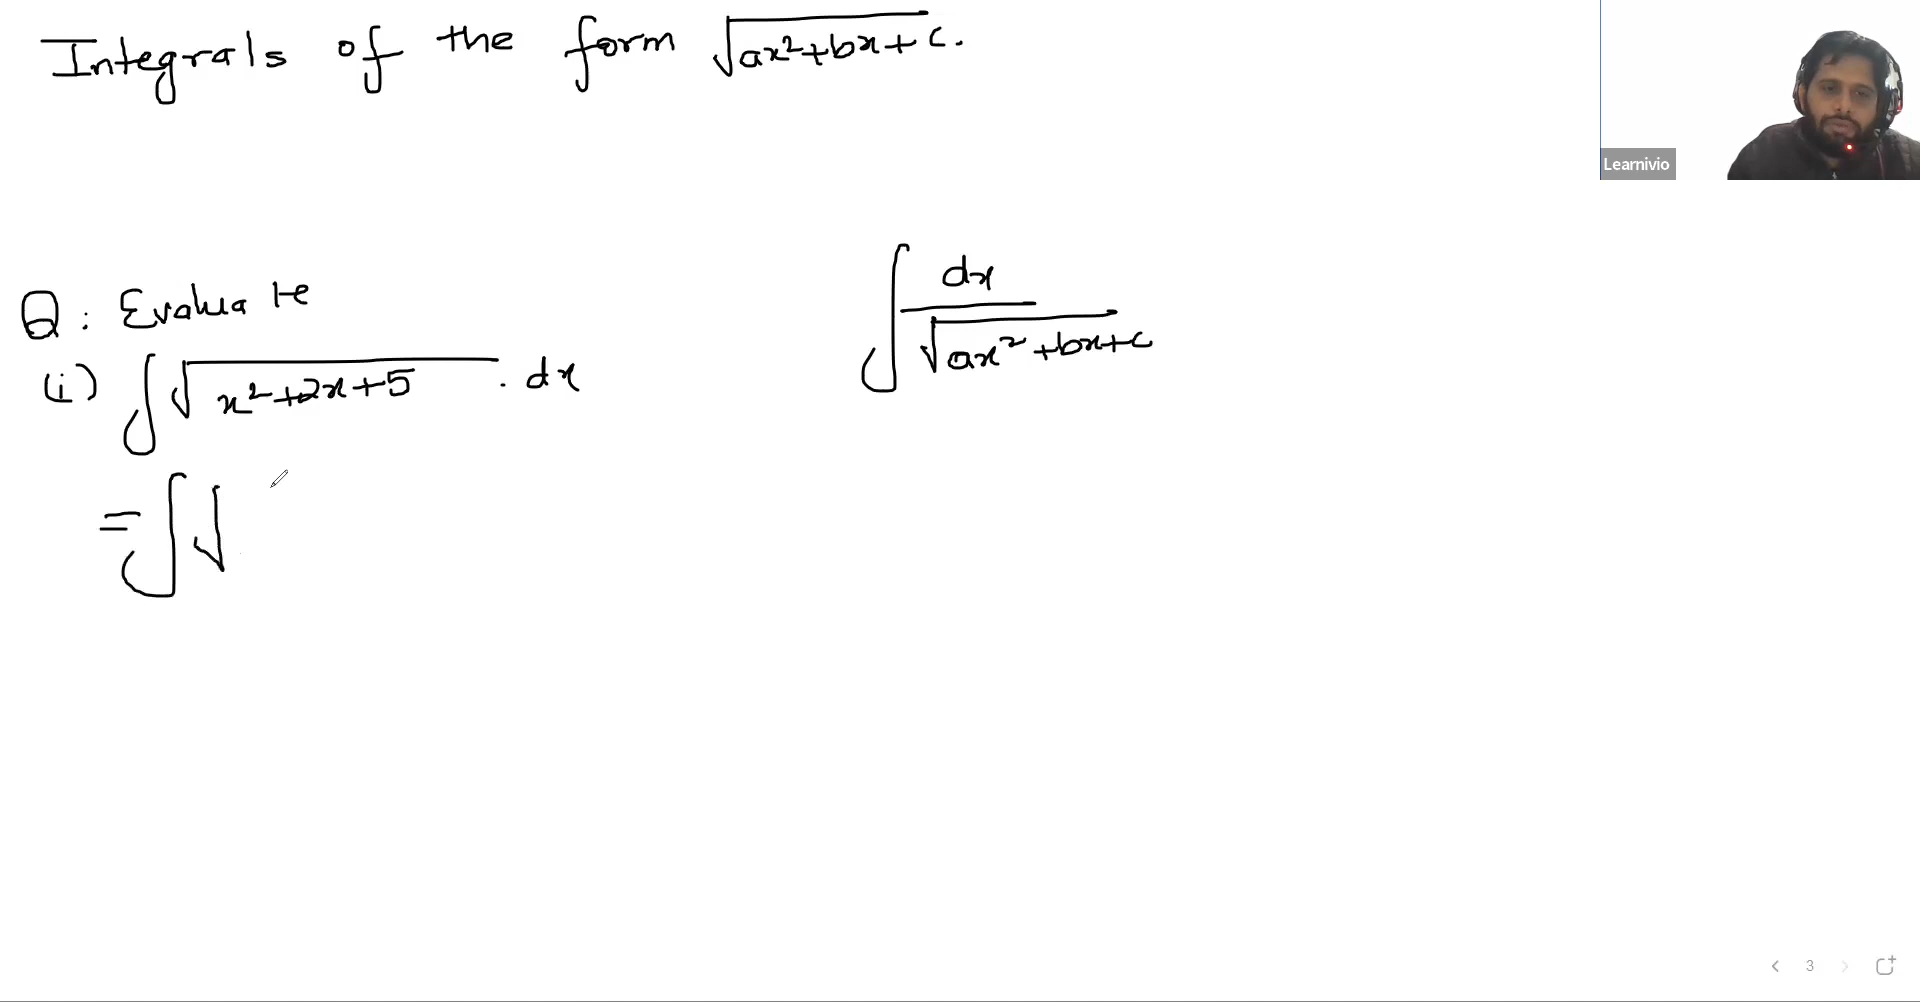 Integrals of the form √ax²+bx+c.
Learnivio
Q: Evaluate
(i) ∫√x²+2x+5 . dx
∫ dx / √ax²+bx+c
= ∫√
3